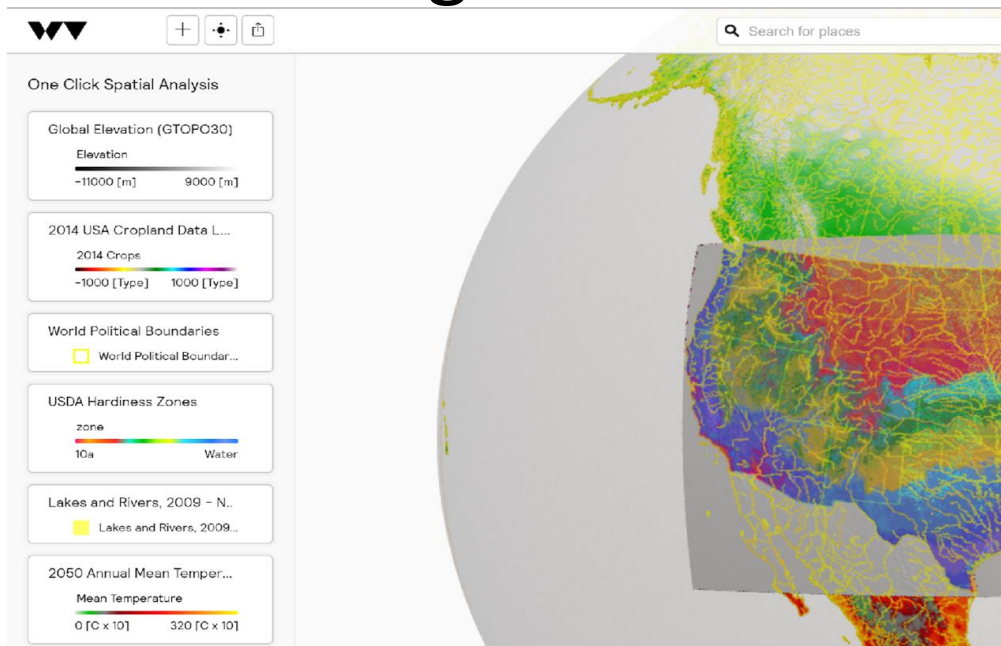 Search for places
One Click Spatial Analysis
Global Elevation (GTOPO30)
Elevation
-11000 [m] 9000 [m]
2014 USA Cropland Data L...
2014 Crops
-1000 [Type] 1000 [Type]
World Political Boundaries
World Political Boundar...
USDA Hardiness Zones
zone
10a Water
Lakes and Rivers, 2009 - N..
Lakes and Rivers, 2009...
2050 Annual Mean Temper...
Mean Temperature
0 [C x 10] 320 [C x 10]